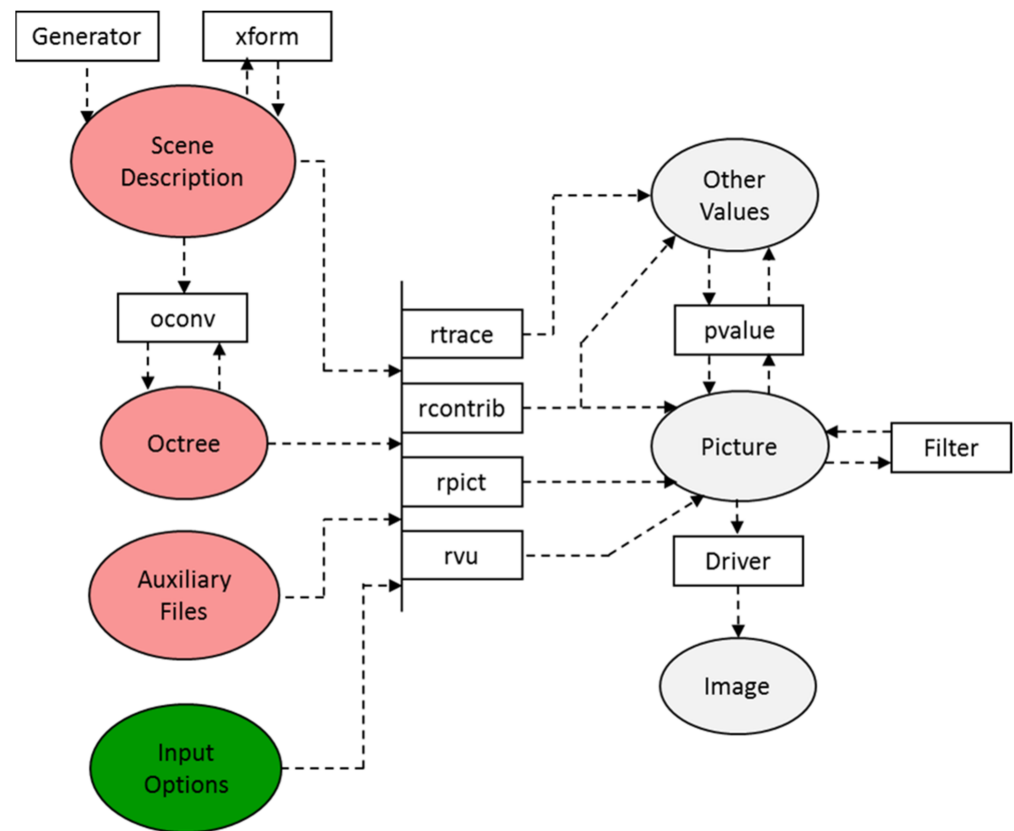 Generator
xform
Scene
Description
Other
Values
oconv
rtrace
pvalue
rcontrib
Octree
Picture
Filter
rpict
rvu
Driver
Auxiliary
Files
Image
Input
Options